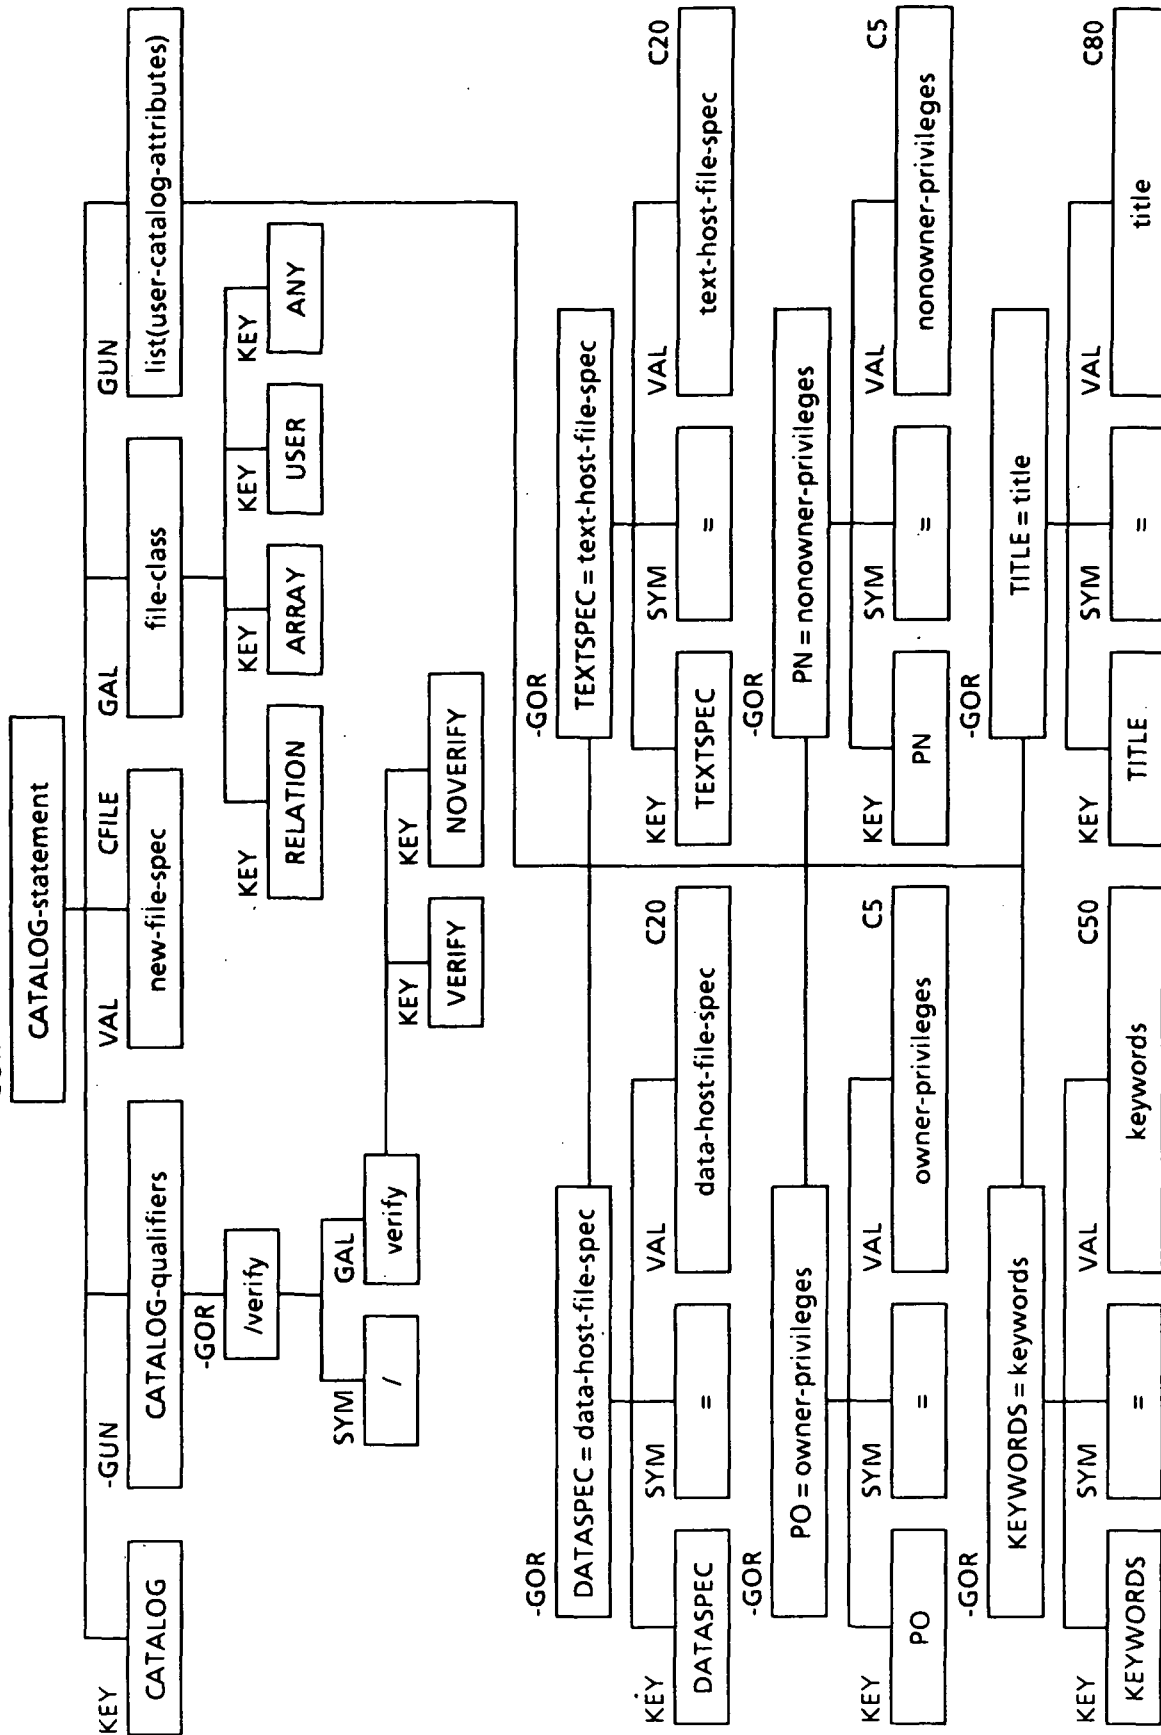 CATALOG-statement
KEY -GUN VAL CFILE GAL GUN
CATALOG CATALOG-qualifiers new-file-spec file-class list(user-catalog-attributes)
-GOR
/verify
KEY KEY KEY KEY
RELATION ARRAY USER ANY
SYM GAL
/ verify
KEY KEY
VERIFY NOVERIFY
-GOR -GOR
DATASPEC = data-host-file-spec TEXTSPEC = text-host-file-spec
KEY SYM VAL C20 KEY SYM VAL C20
DATASPEC = data-host-file-spec TEXTSPEC = text-host-file-spec
-GOR -GOR
PO = owner-privileges PN = nonowner-privileges
KEY SYM VAL C5 KEY SYM VAL C5
PO = owner-privileges PN = nonowner-privileges
-GOR -GOR
KEYWORDS = keywords TITLE = title
KEY SYM VAL C50 KEY SYM VAL C80
KEYWORDS = keywords TITLE = title